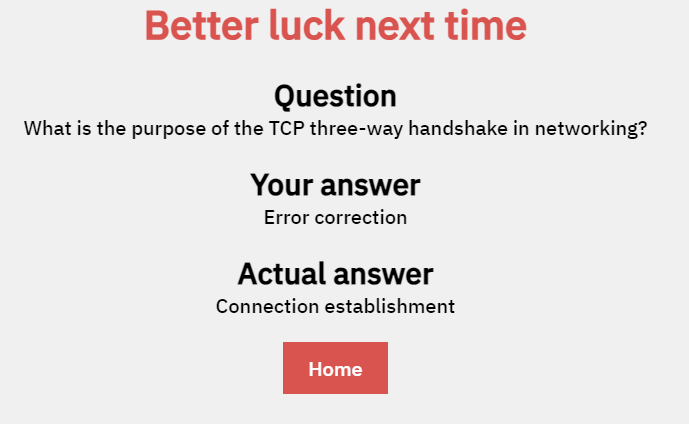 Better luck next time
Question
What is the purpose of the TCP three-way handshake in networking?
Your answer
Error correction
Actual answer
Connection establishment
Home